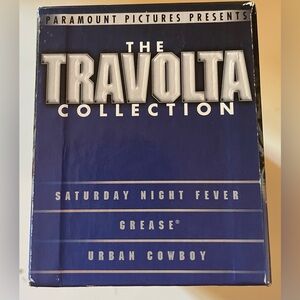 PARAMOUNT PICTURES PRESENTS
THE
TRAVOLTA
COLLECTION
SATURDAY NIGHT FEVER
GREASE®
URBAN COWBOY